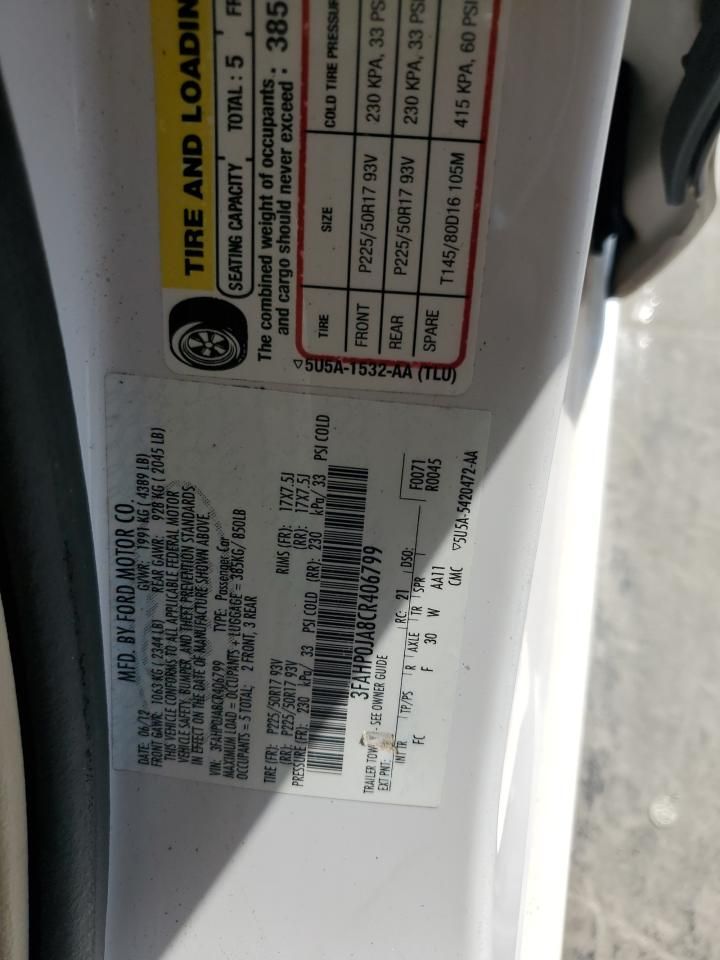 TIRE AND LOADIN
SEATING CAPACITY TOTAL : 5 FR
The combined weight of occupants
and cargo should never exceed : 385
TIRE SIZE COLD TIRE PRESSUR
FRONT P225/50R17 93V 230 KPA, 33 PSI
REAR P225/50R17 93V 230 KPA, 33 PSI
SPARE T145/80D16 105M 415 KPA, 60 PSI
▽5U5A-1532-AA (TLU)
MFD. BY FORD MOTOR CO.
DATE: 06/12 GVWR: 1991 KG ( 4389 LB)
FRONT GAWR: 1063 KG ( 2344 LB) REAR GAWR: 928 KG ( 2045 LB)
THIS VEHICLE CONFORMS TO ALL APPLICABLE FEDERAL MOTOR
VEHICLE SAFETY, BUMPER, AND THEFT PREVENTION STANDARDS
IN EFFECT ON THE DATE OF MANUFACTURE SHOWN ABOVE.
VIN: 3FAHP0JA8CR406799 TYPE: Passenger Car
MAXIMUM LOAD = OCCUPANTS + LUGGAGE = 385KG/ 850LB
OCCUPANTS = 5 TOTAL: 2 FRONT, 3 REAR
TIRE (FR): P225/50R17 93V RIMS (FR): 17X7.5J
(RR): P225/50R17 93V (RR): 17X7.5J
PRESSURE (FR): 230 kPa/ 33 PSI COLD (RR): 230 kPa/ 33 PSI COLD
3FAHP0JA8CR406799
TRAILER TOWING - SEE OWNER GUIDE
EXT PNT: RC: 21 DSO: F0071
INT TR TP/PS R AXLE TR SPR R0045
FC F 30 W AA11
CMC ▽5U5A-5420472-AA